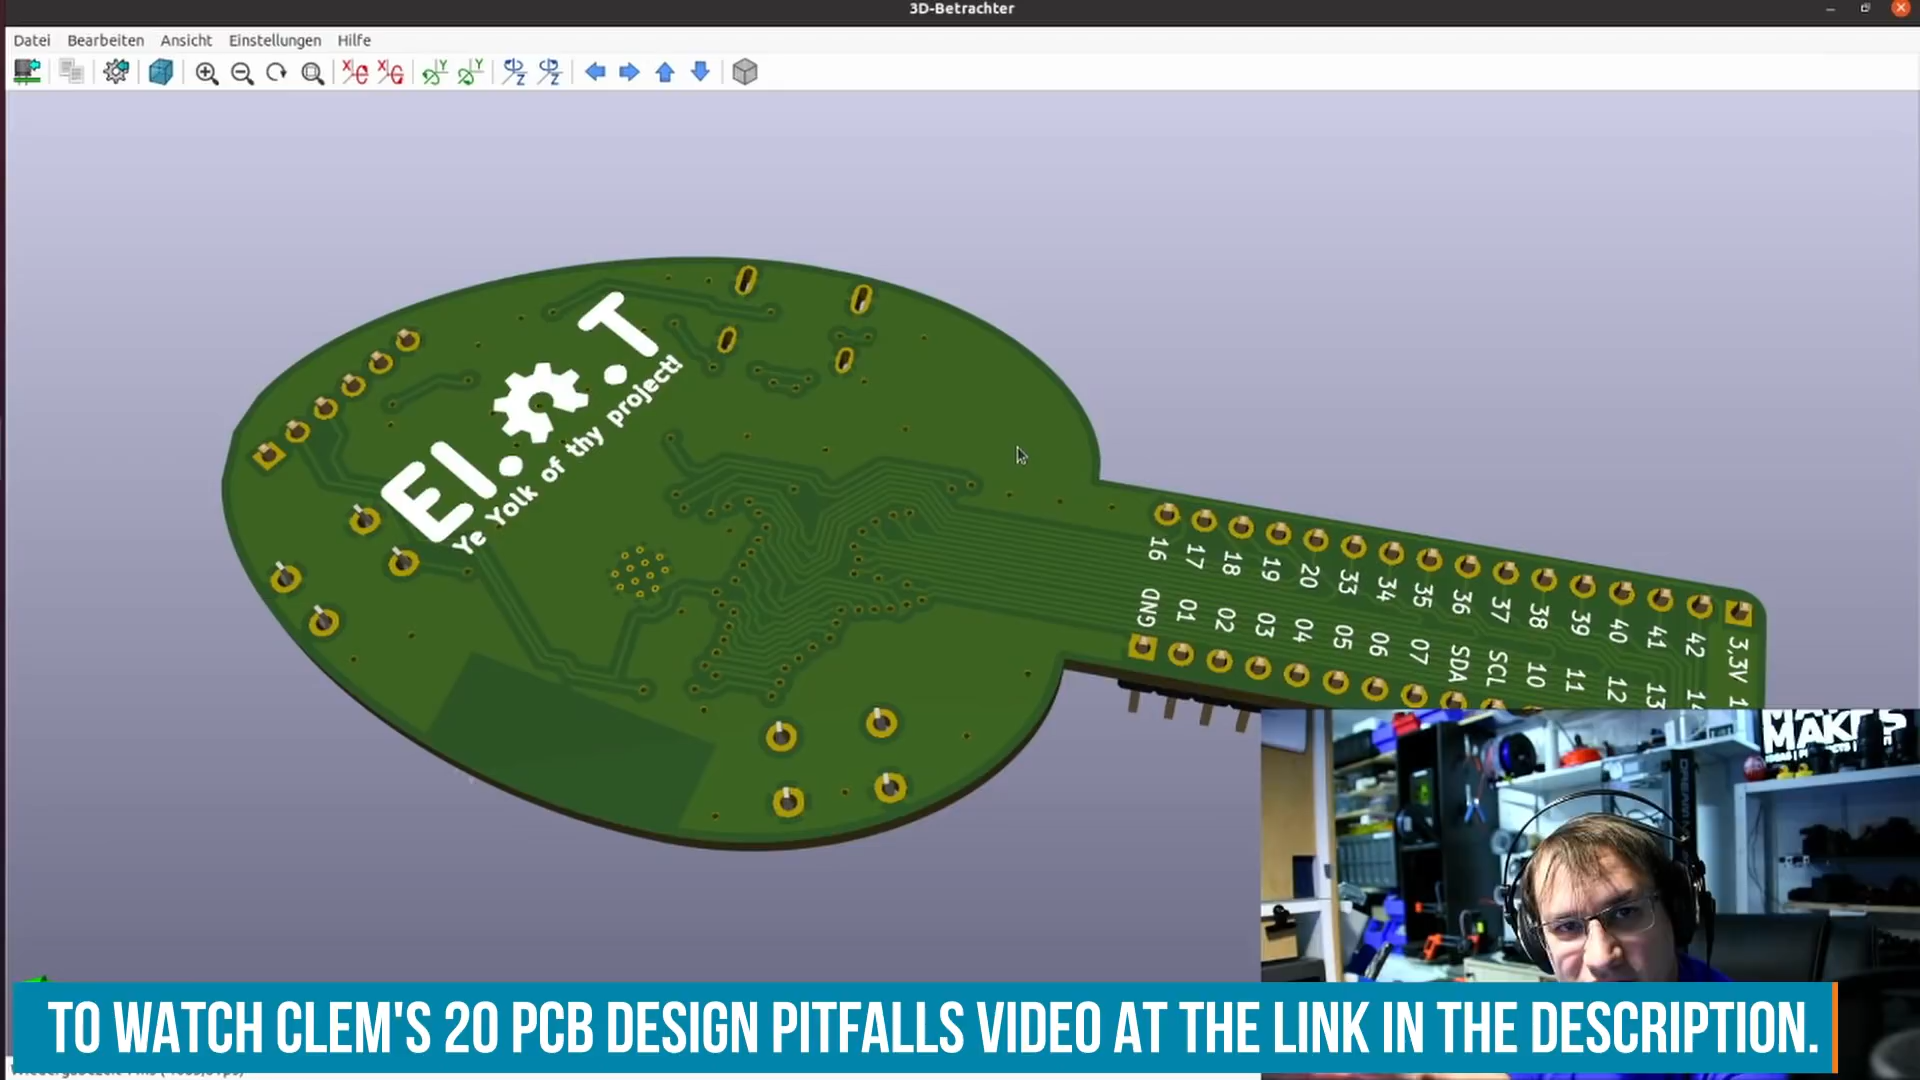 3D-Betrachter
Datei Bearbeiten Ansicht Einstellungen Hilfe
EI.O.T
Ye Yolk of thy project!
16 17 18 19 20 33 34 35 36 37 38 39 40 41 42 3,3V
GND 01 02 03 04 05 06 07 SDA SCL 10 11 12 13
MAKES
TO WATCH CLEM'S 20 PCB DESIGN PITFALLS VIDEO AT THE LINK IN THE DESCRIPTION.